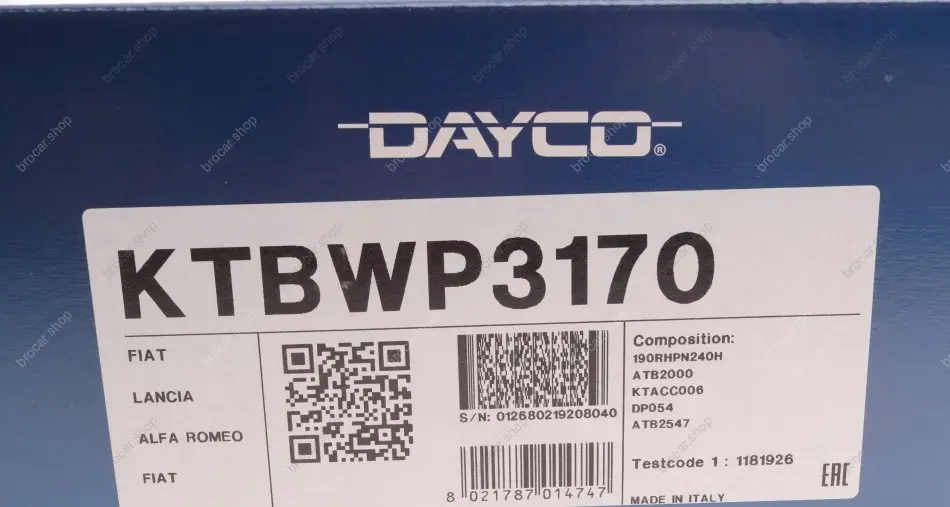 DAYCO®
KTBWP3170
FIAT
LANCIA
ALFA ROMEO
FIAT
S/N: 012680219208040
8 021787 014747
Composition:
190RHPN240H
ATB2000
KTACC006
DP054
ATB2547
Testcode 1 : 1181926
MADE IN ITALY
EAC
brocar.shop